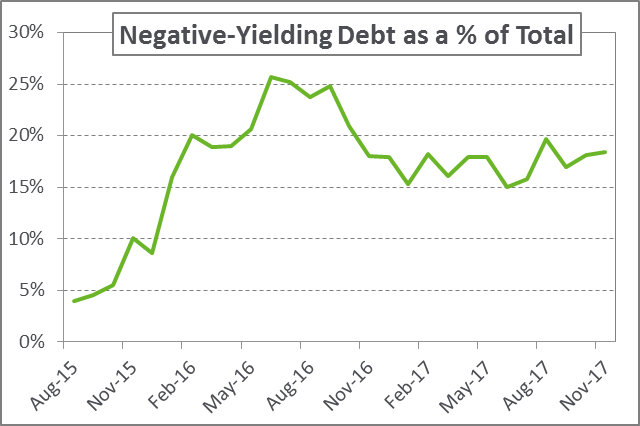 Negative-Yielding Debt as a % of Total
30%
25%
20%
15%
10%
5%
0%
Aug-15
Nov-15
Feb-16
May-16
Aug-16
Nov-16
Feb-17
May-17
Aug-17
Nov-17